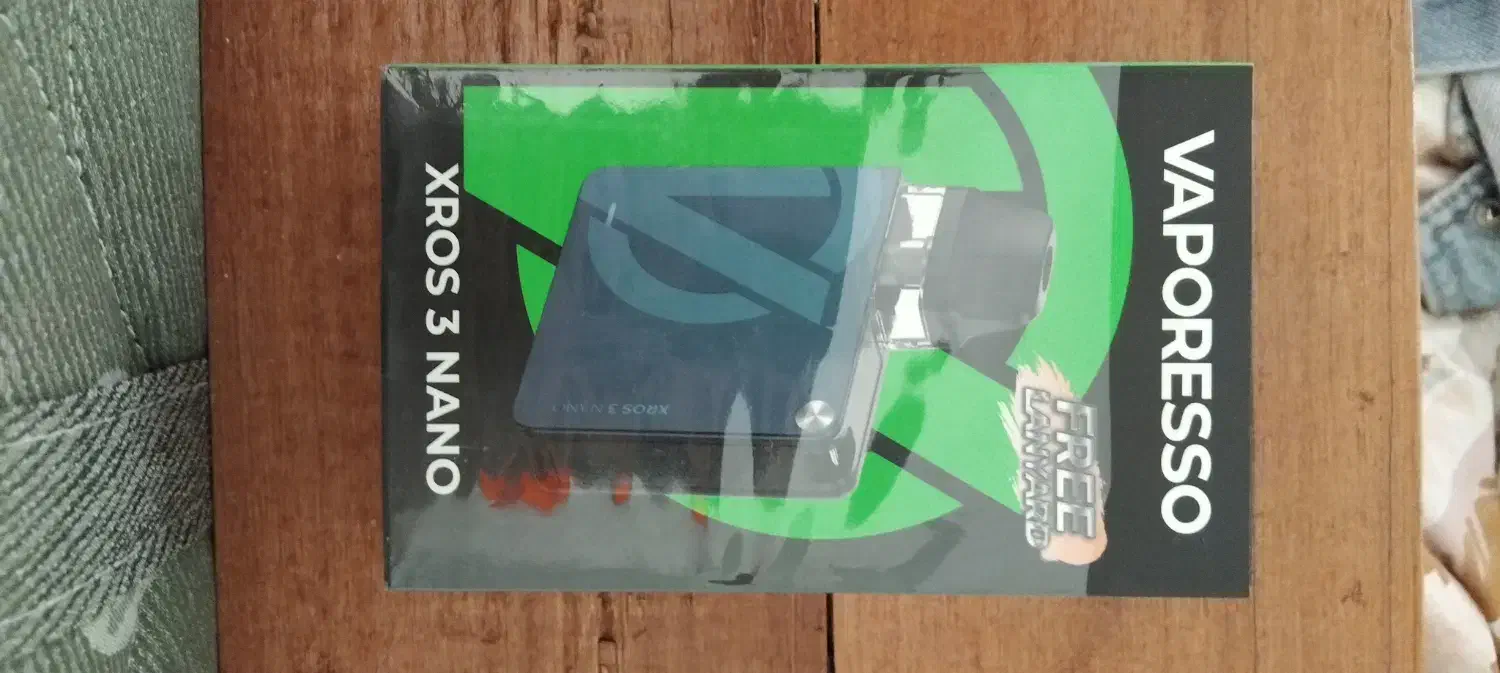 VAPORESSO
FREE
LANYARD
XROS 3 NANO
XROS 3 NANO